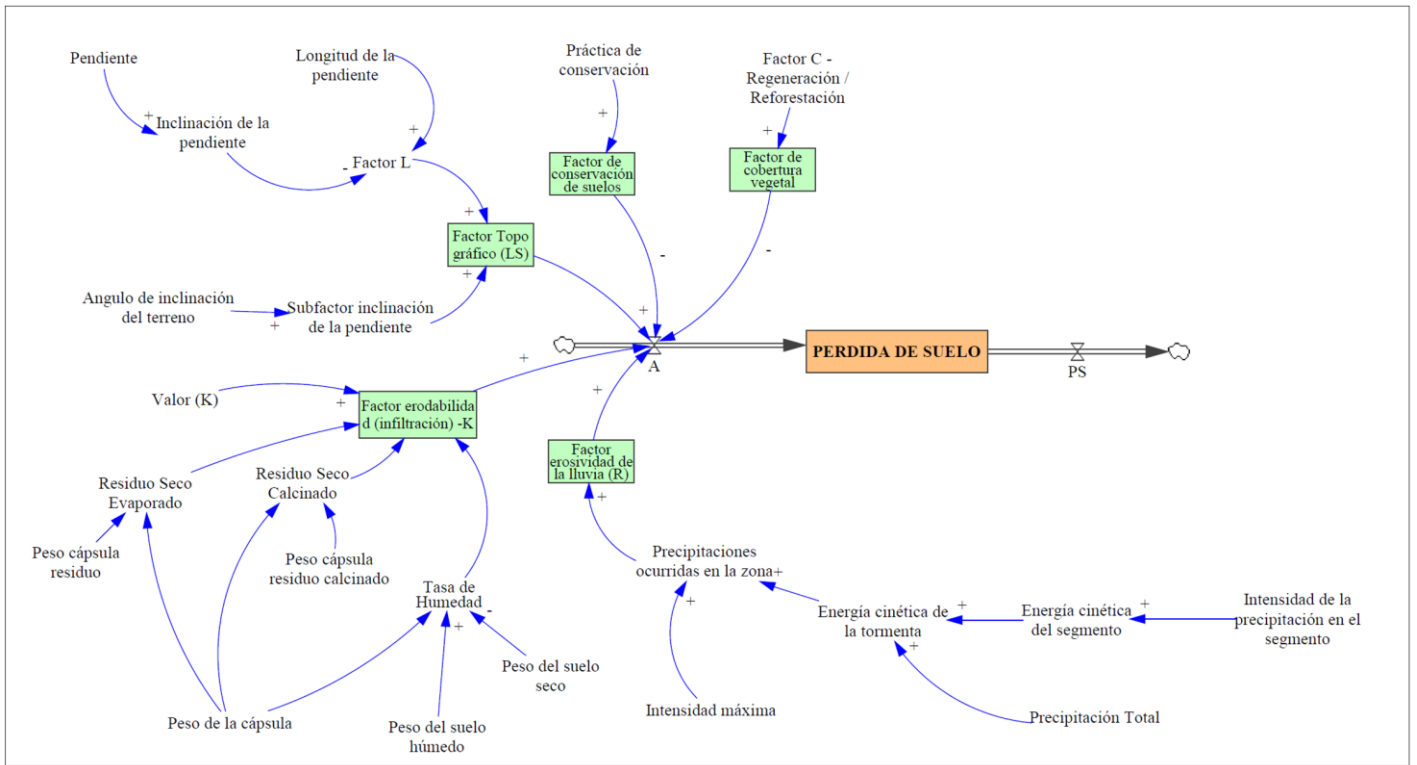 Pendiente
Longitud de la
pendiente
Práctica de
conservación
Factor C -
Regeneración /
Reforestación
+
Inclinación de la
pendiente
+
-
Factor L
+
Factor de
conservación
de suelos
+
Factor de
cobertura
vegetal
+
Factor Topo
gráfico (LS)
+
-
-
Angulo de inclinación
del terreno
+
Subfactor inclinación
de la pendiente
+
A
PERDIDA DE SUELO
PS
+
+
Valor (K)
+
Factor erodabilida
d (infiltración) -K
Factor
erosividad de
la lluvia (R)
+
Residuo Seco
Evaporado
Residuo Seco
Calcinado
Peso cápsula
residuo
Peso cápsula
residuo calcinado
Tasa de
Humedad
-
+
Precipitaciones
ocurridas en la zona
+
+
Energía cinética de
la tormenta
+
+
Energía cinética
del segmento
+
Intensidad de la
precipitación en el
segmento
Peso del suelo
seco
Peso de la cápsula
Peso del suelo
húmedo
Intensidad máxima
Precipitación Total